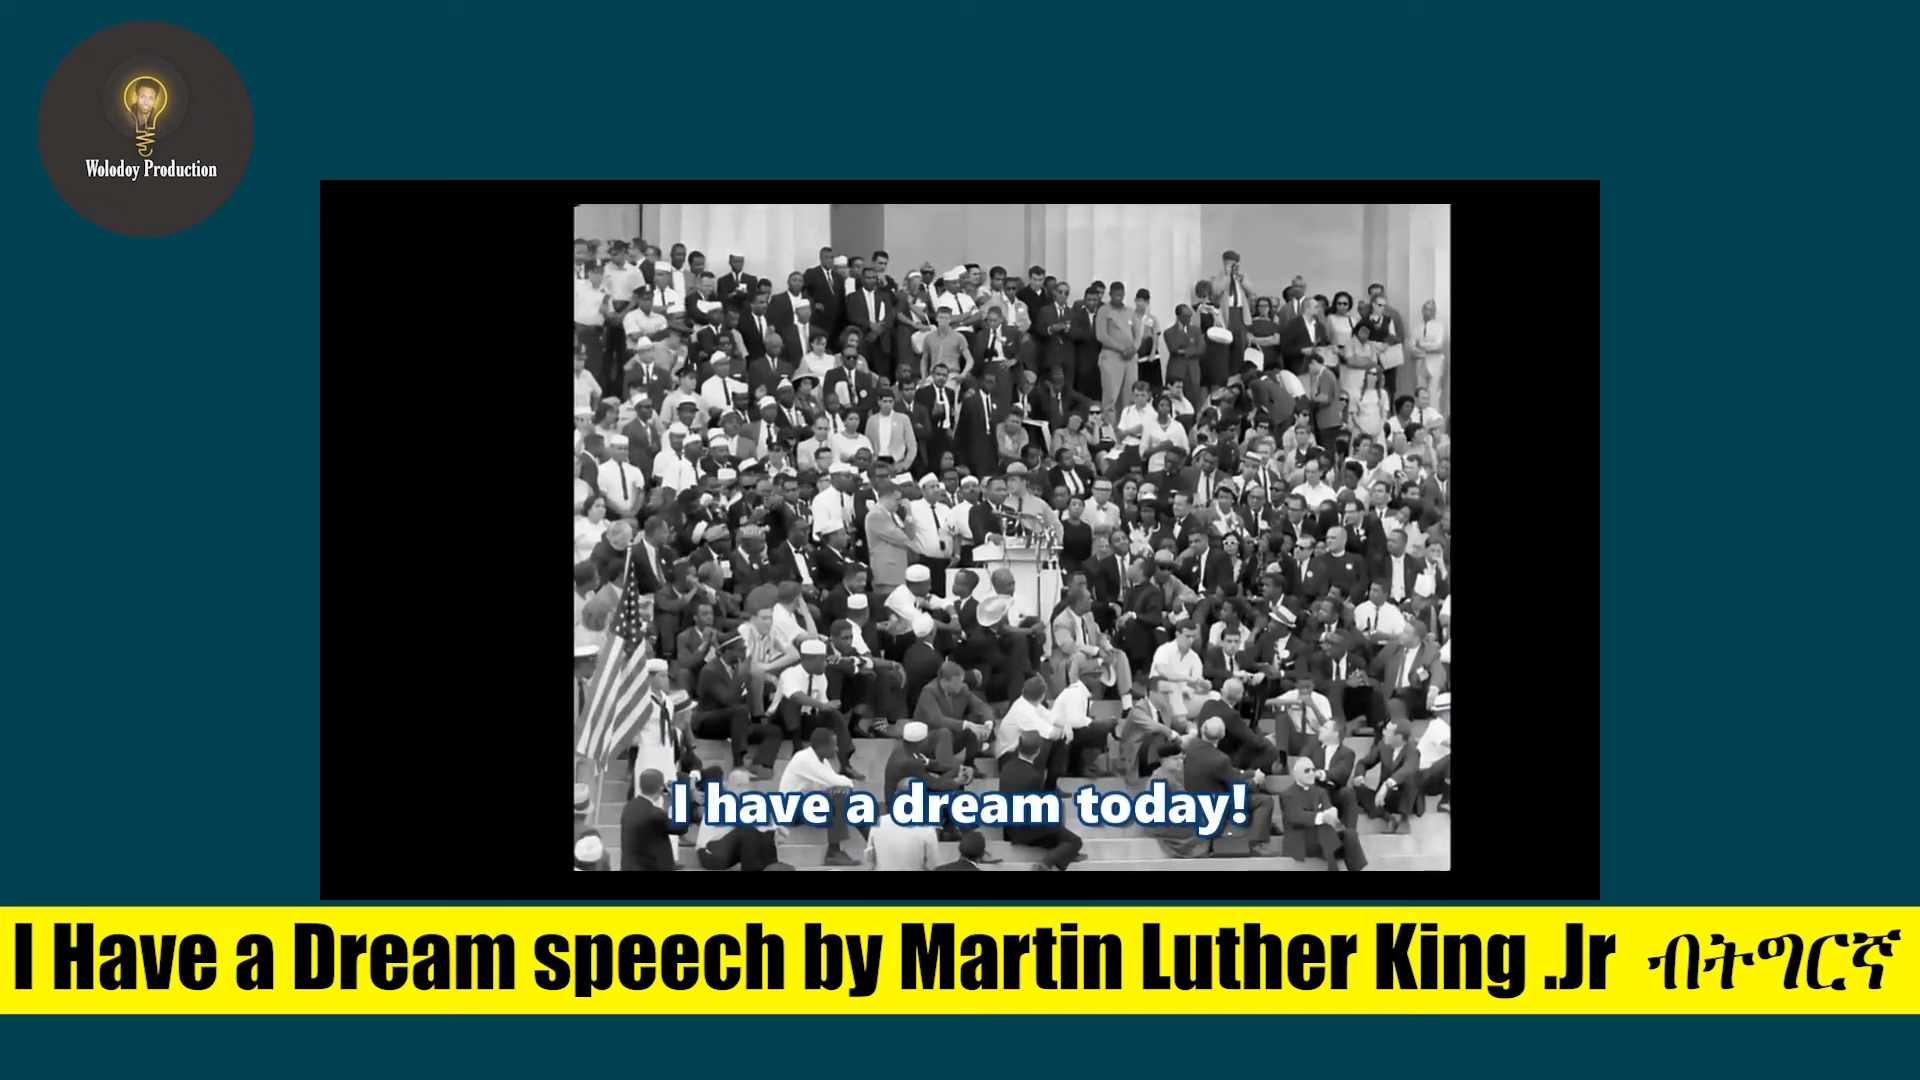 Wolodoy Production
I have a dream today!
I Have a Dream speech by Martin Luther King .Jr ብትግርኛ